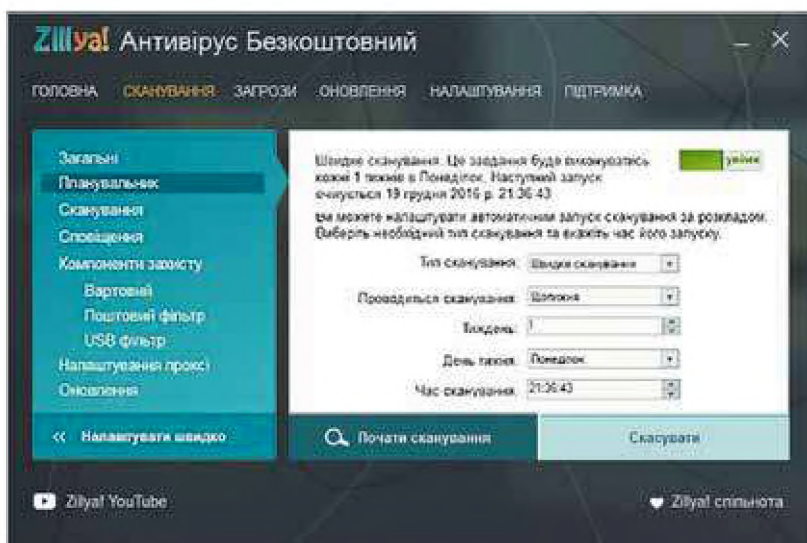 Zillya! Антивірус Безкоштовний
ГОЛОВНА СКАНУВАННЯ ЗАГРОЗИ ОНОВЛЕННЯ НАЛАШТУВАННЯ ПІДТРИМКА
Загальні
Планувальник
Сканування
Сповіщення
Компоненти захисту
Вартовий
Поштовий фільтр
USB фільтр
Налаштування проксі
Оновлення
<< Налаштувати швидко
Швидке сканування. Це завдання буде виконуватись
кожні 1 тижнів в Понеділок. Наступний запуск
очікується 19 грудня 2016 р. 21:36:43
увімк
Ви можете налаштувати автоматичний запуск сканування за розкладом.
Виберіть необхідний тип сканування та вкажіть час його запуску.
Тип сканування: Швидке сканування
Проводиться сканування: Щотижня
Тиждень: 1
День тижня: Понеділок
Час сканування: 21:36:43
Почати сканування
Скасувати
Zillya! YouTube
Zillya! спільнота